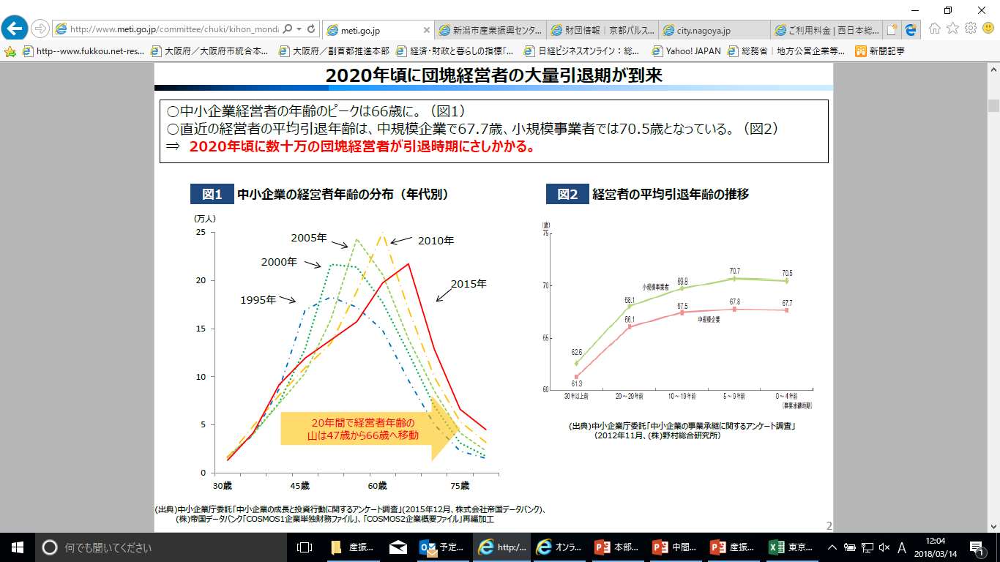 http://www.meti.go.jp/committee/chuki/kihon_mond
meti.go.jp
新潟市産業振興センタ...
財団情報｜京都パルス...
city.nagoya.jp
ご利用料金 | 西日本総...
http--www.fukkou.net-res...
大阪府／大阪府市統合本...
大阪府／副首都推進本部
経済・財政と暮らしの指標「...
日経ビジネスオンライン：総...
Yahoo! JAPAN
総務省｜地方公営企業等...
新聞記事
2020年頃に団塊経営者の大量引退期が到来
○中小企業経営者の年齢のピークは66歳に。（図1）
○直近の経営者の平均引退年齢は、中規模企業で67.7歳、小規模事業者では70.5歳となっている。（図2）
⇒ 2020年頃に数十万の団塊経営者が引退時期にさしかかる。
図1 中小企業の経営者年齢の分布（年代別）
(万人)
25
20
15
10
5
0
2005年
2010年
2000年
2015年
1995年
20年間で経営者年齢の
山は47歳から66歳へ移動
30歳 45歳 60歳 75歳
(出典)中小企業庁委託「中小企業の成長と投資行動に関するアンケート調査」(2015年12月、株式会社帝国データバンク)、
(株)帝国データバンク「COSMOS1企業単独財務ファイル」、「COSMOS2企業概要ファイル」再編加工
図2 経営者の平均引退年齢の推移
(歳)
75
70
65
60
小規模事業者
62.6 68.1 69.8 70.7 70.5
中規模企業
61.3 66.1 67.5 67.8 67.7
30年以上前 20～29年前 10～19年前 5～9年前 0～4年前
(事業承継時期)
(出典)中小企業庁委託「中小企業の事業承継に関するアンケート調査」
(2012年11月、(株)野村総合研究所)
2
何でも聞いてください
産振...
予定...
http:/...
オンラ...
本部...
中間...
産振...
東京...
A
12:04
2018/03/14
1